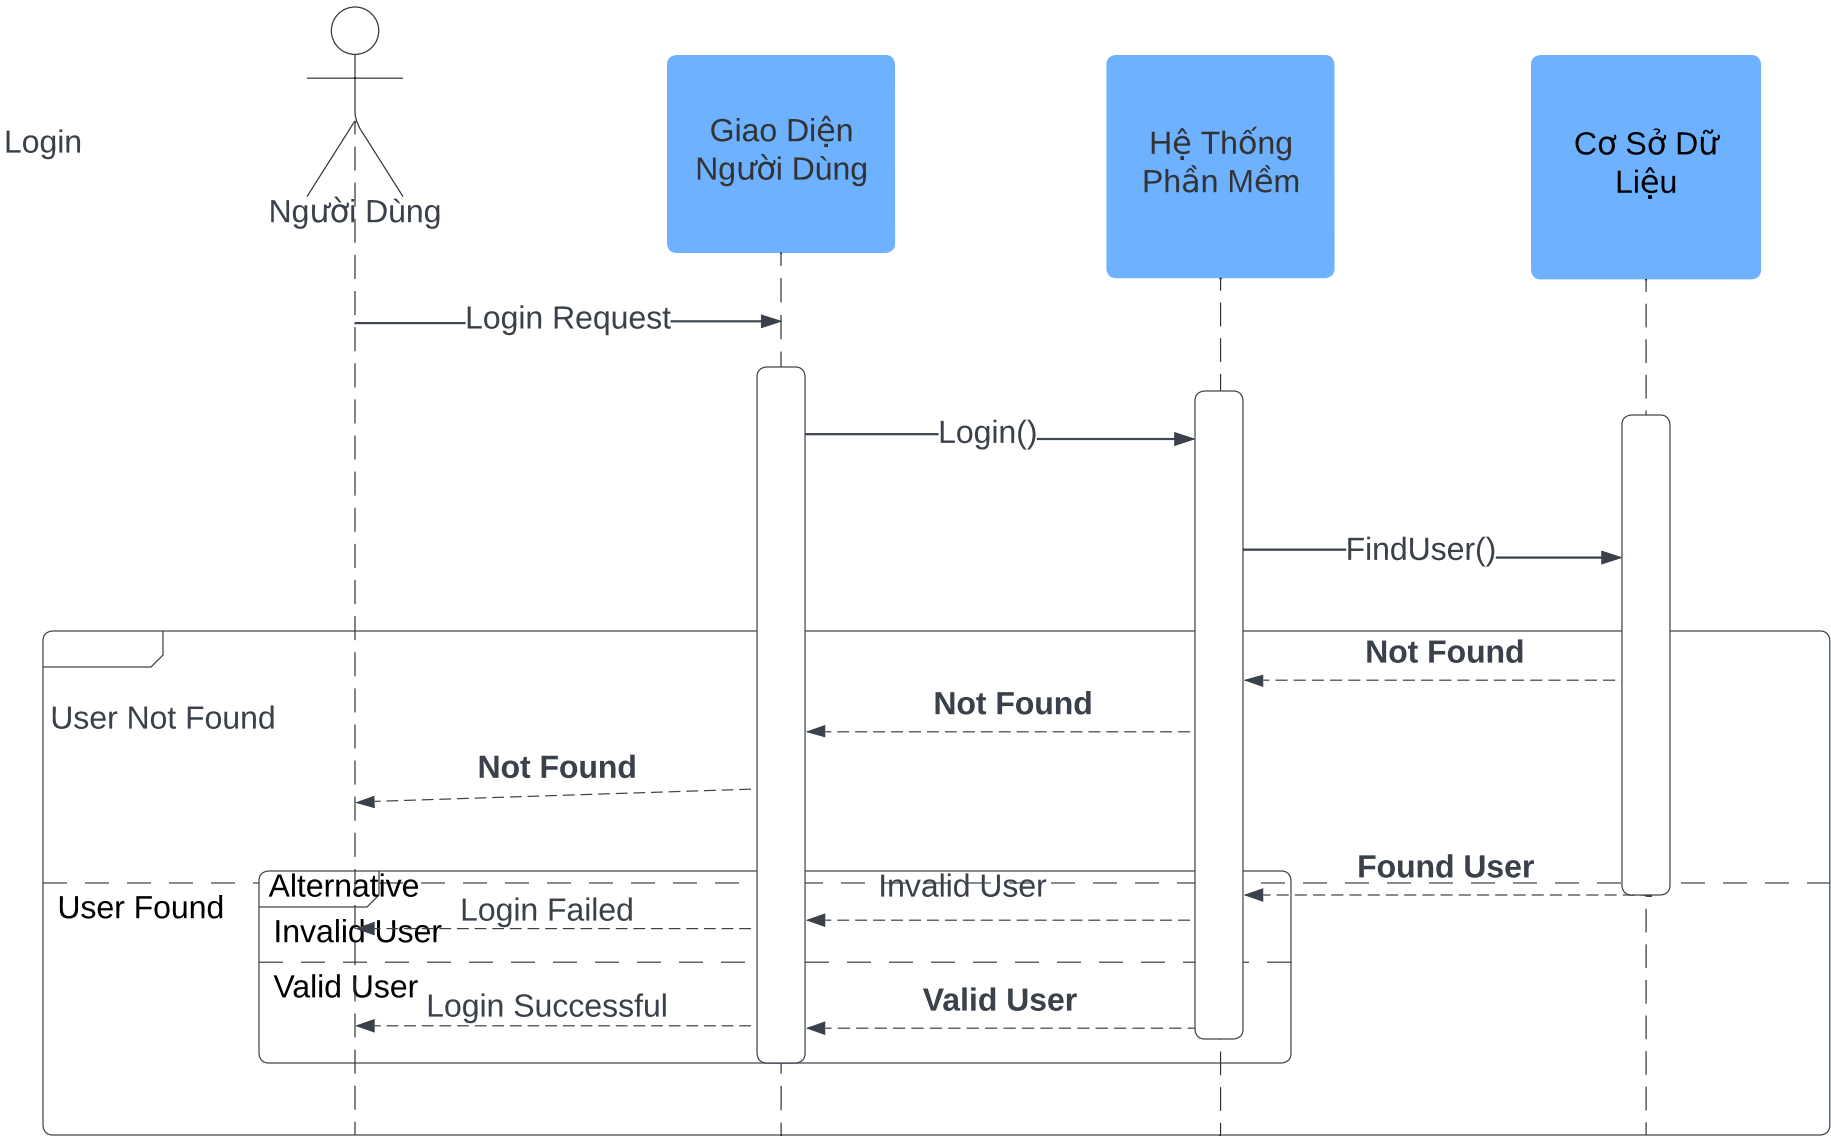 Login
Người Dùng
Giao Diện
Người Dùng
Hệ Thống
Phần Mềm
Cơ Sở Dữ
Liệu
Login Request
Login()
FindUser()
Not Found
Not Found
User Not Found
Not Found
Found User
Alternative
Invalid User
User Found
Login Failed
Invalid User
Valid User
Login Successful
Valid User